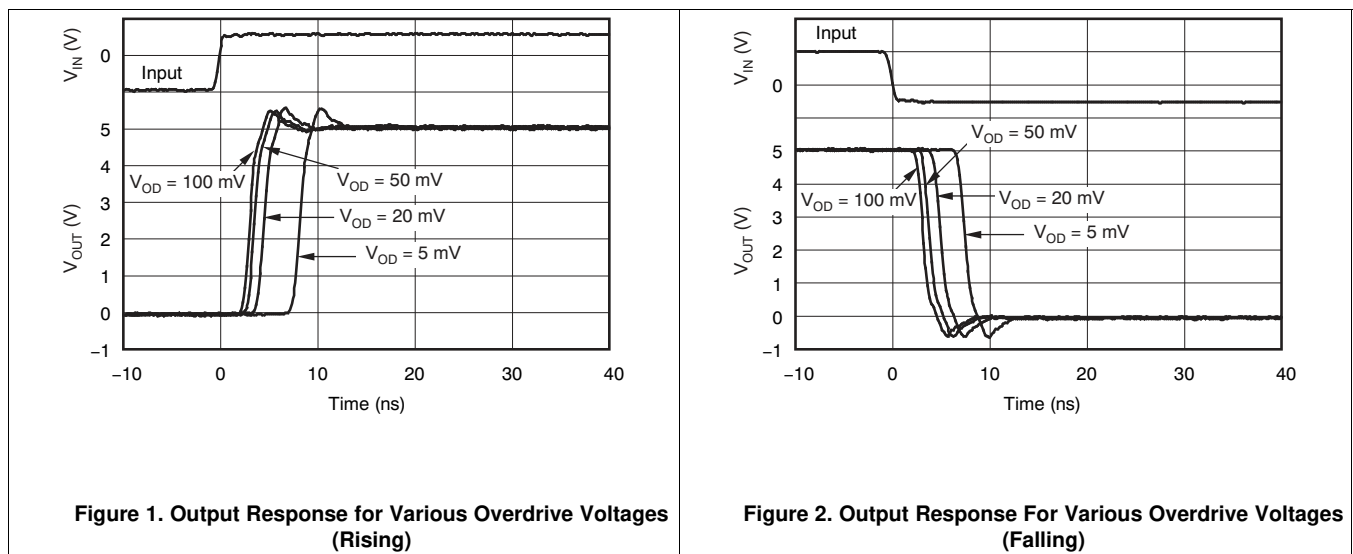 V_IN (V)
0
Input
5
4
3
2
1
0
−1
V_OUT (V)
V_OD = 100 mV
V_OD = 50 mV
V_OD = 20 mV
V_OD = 5 mV
−10 0 10 20 30 40
Time (ns)
Figure 1. Output Response for Various Overdrive Voltages
(Rising)
V_IN (V)
Input
0
V_OD = 50 mV
5
4
3
2
1
0
−1
V_OUT (V)
V_OD = 100 mV
V_OD = 20 mV
V_OD = 5 mV
−10 0 10 20 30 40
Time (ns)
Figure 2. Output Response For Various Overdrive Voltages
(Falling)